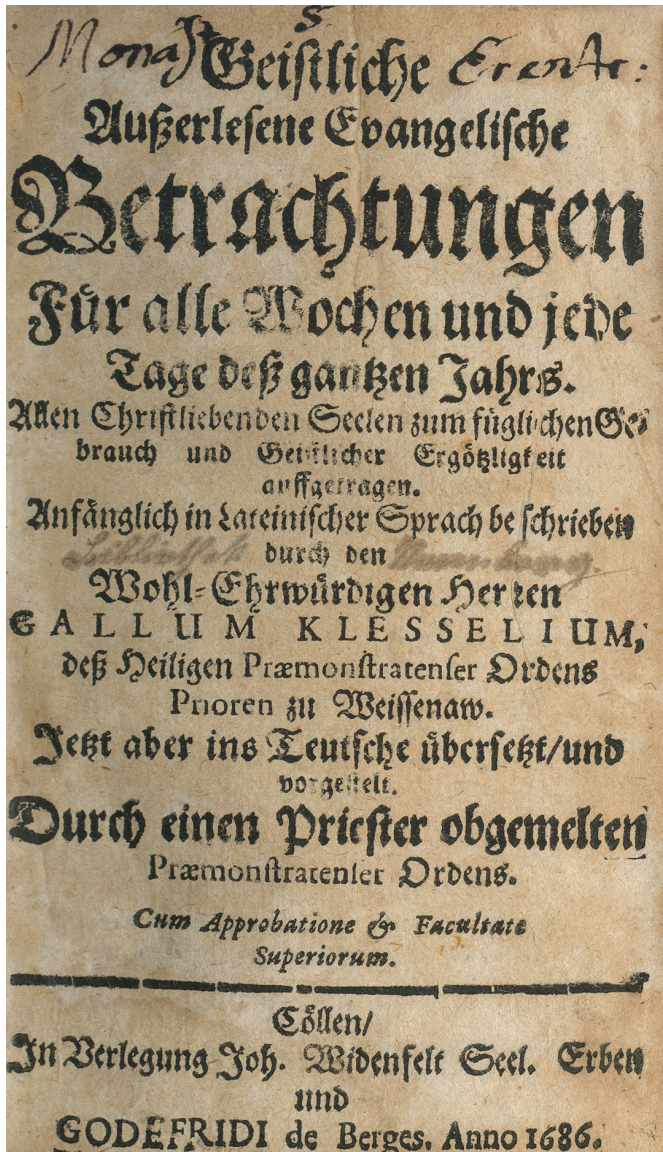 S.
Monast Geistliche Erentr:
Außerlesene Evangelische
Betrachtungen
Für alle Wochen und jede
Tage deß gantzen Jahrs.
Allen Christliebenden Seelen zum füglichen Ge-
brauch und Geistlicher Ergötzligkeit
auffgetragen.
Anfänglich in Lateinischer Sprach beschrieben
durch den
Wohl-Ehrwürdigen Herzen
GALLUM KLESSELIUM,
deß Heiligen Præmonstratenser Ordens
Prioren zu Weissenaw.
Jetzt aber ins Teutsche übersetzt/und
vorgestelt.
Durch einen Priester obgemelten
Præmonstratenser Ordens.
Cum Approbatione & Facultate
Superiorum.
Cöllen/
In Verlegung Joh. Widenfelt Seel. Erben
und
GODEFRIDI de Berges. Anno 1686.